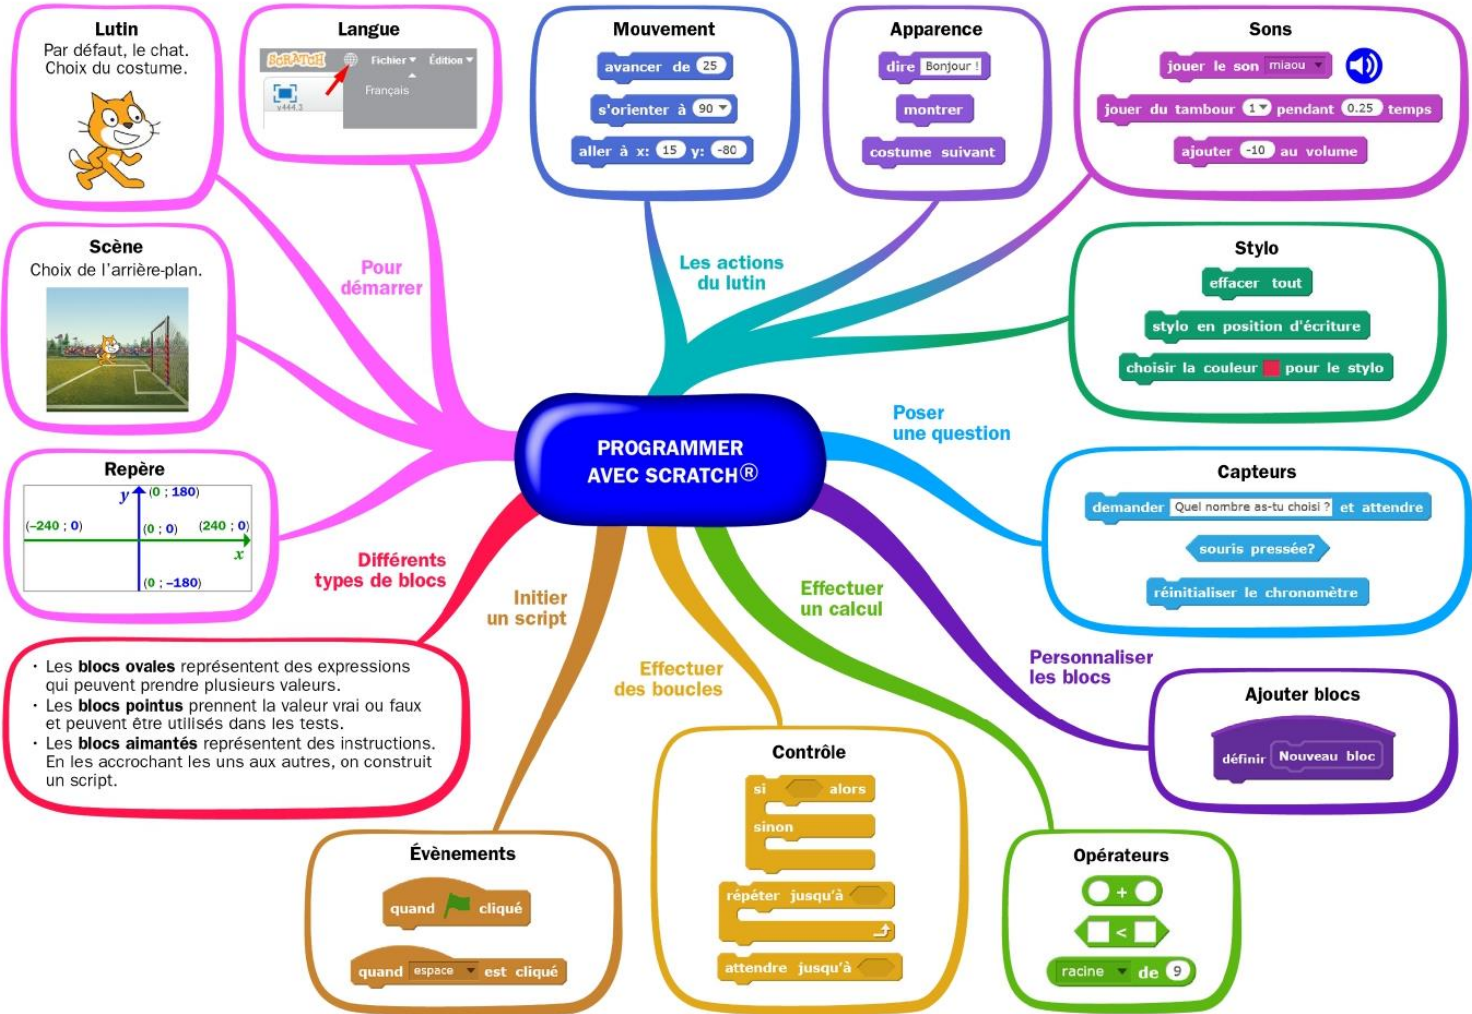 Lutin
Par défaut, le chat.
Choix du costume.
Langue
SCRATCH Fichier Édition
Français
v444.3
Mouvement
avancer de 25
s'orienter à 90
aller à x: 15 y: -80
Apparence
dire Bonjour !
montrer
costume suivant
Sons
jouer le son miaou
jouer du tambour 1 pendant 0.25 temps
ajouter -10 au volume
Scène
Choix de l'arrière-plan.
Pour
démarrer
Les actions
du lutin
Stylo
effacer tout
stylo en position d'écriture
choisir la couleur pour le stylo
PROGRAMMER
AVEC SCRATCH®
Poser
une question
Repère
y (0 ; 180)
(–240 ; 0) (0 ; 0) (240 ; 0)
x
(0 ; –180)
Capteurs
demander Quel nombre as-tu choisi ? et attendre
souris pressée?
réinitialiser le chronomètre
Différents
types de blocs
Initier
un script
Effectuer
des boucles
Effectuer
un calcul
Personnaliser
les blocs
· Les blocs ovales représentent des expressions
qui peuvent prendre plusieurs valeurs.
· Les blocs pointus prennent la valeur vrai ou faux
et peuvent être utilisés dans les tests.
· Les blocs aimantés représentent des instructions.
En les accrochant les uns aux autres, on construit
un script.
Ajouter blocs
définir Nouveau bloc
Évènements
quand cliqué
quand espace est cliqué
Contrôle
si alors
sinon
répéter jusqu'à
attendre jusqu'à
Opérateurs
+
<
racine de 9